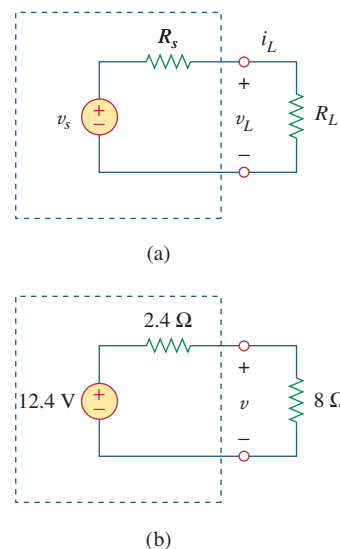 R_s i_L
+
v_s + − v_L R_L
−
(a)
2.4 Ω
+
12.4 V + − v 8 Ω
−
(b)